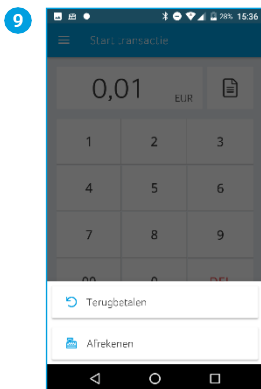 9
28% 15:36
Start transactie
0,01 EUR
1 2 3
4 5 6
7 8 9
00 0 DEL
Terugbetalen
Afrekenen